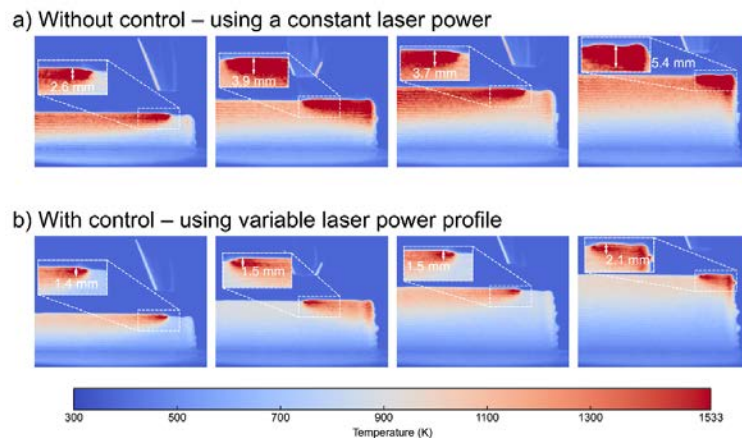 a) Without control – using a constant laser power
2.6 mm
3.9 mm
3.7 mm
5.4 mm
b) With control – using variable laser power profile
1.4 mm
1.5 mm
1.5 mm
2.1 mm
300 500 700 900 1100 1300 1533
Temperature (K)